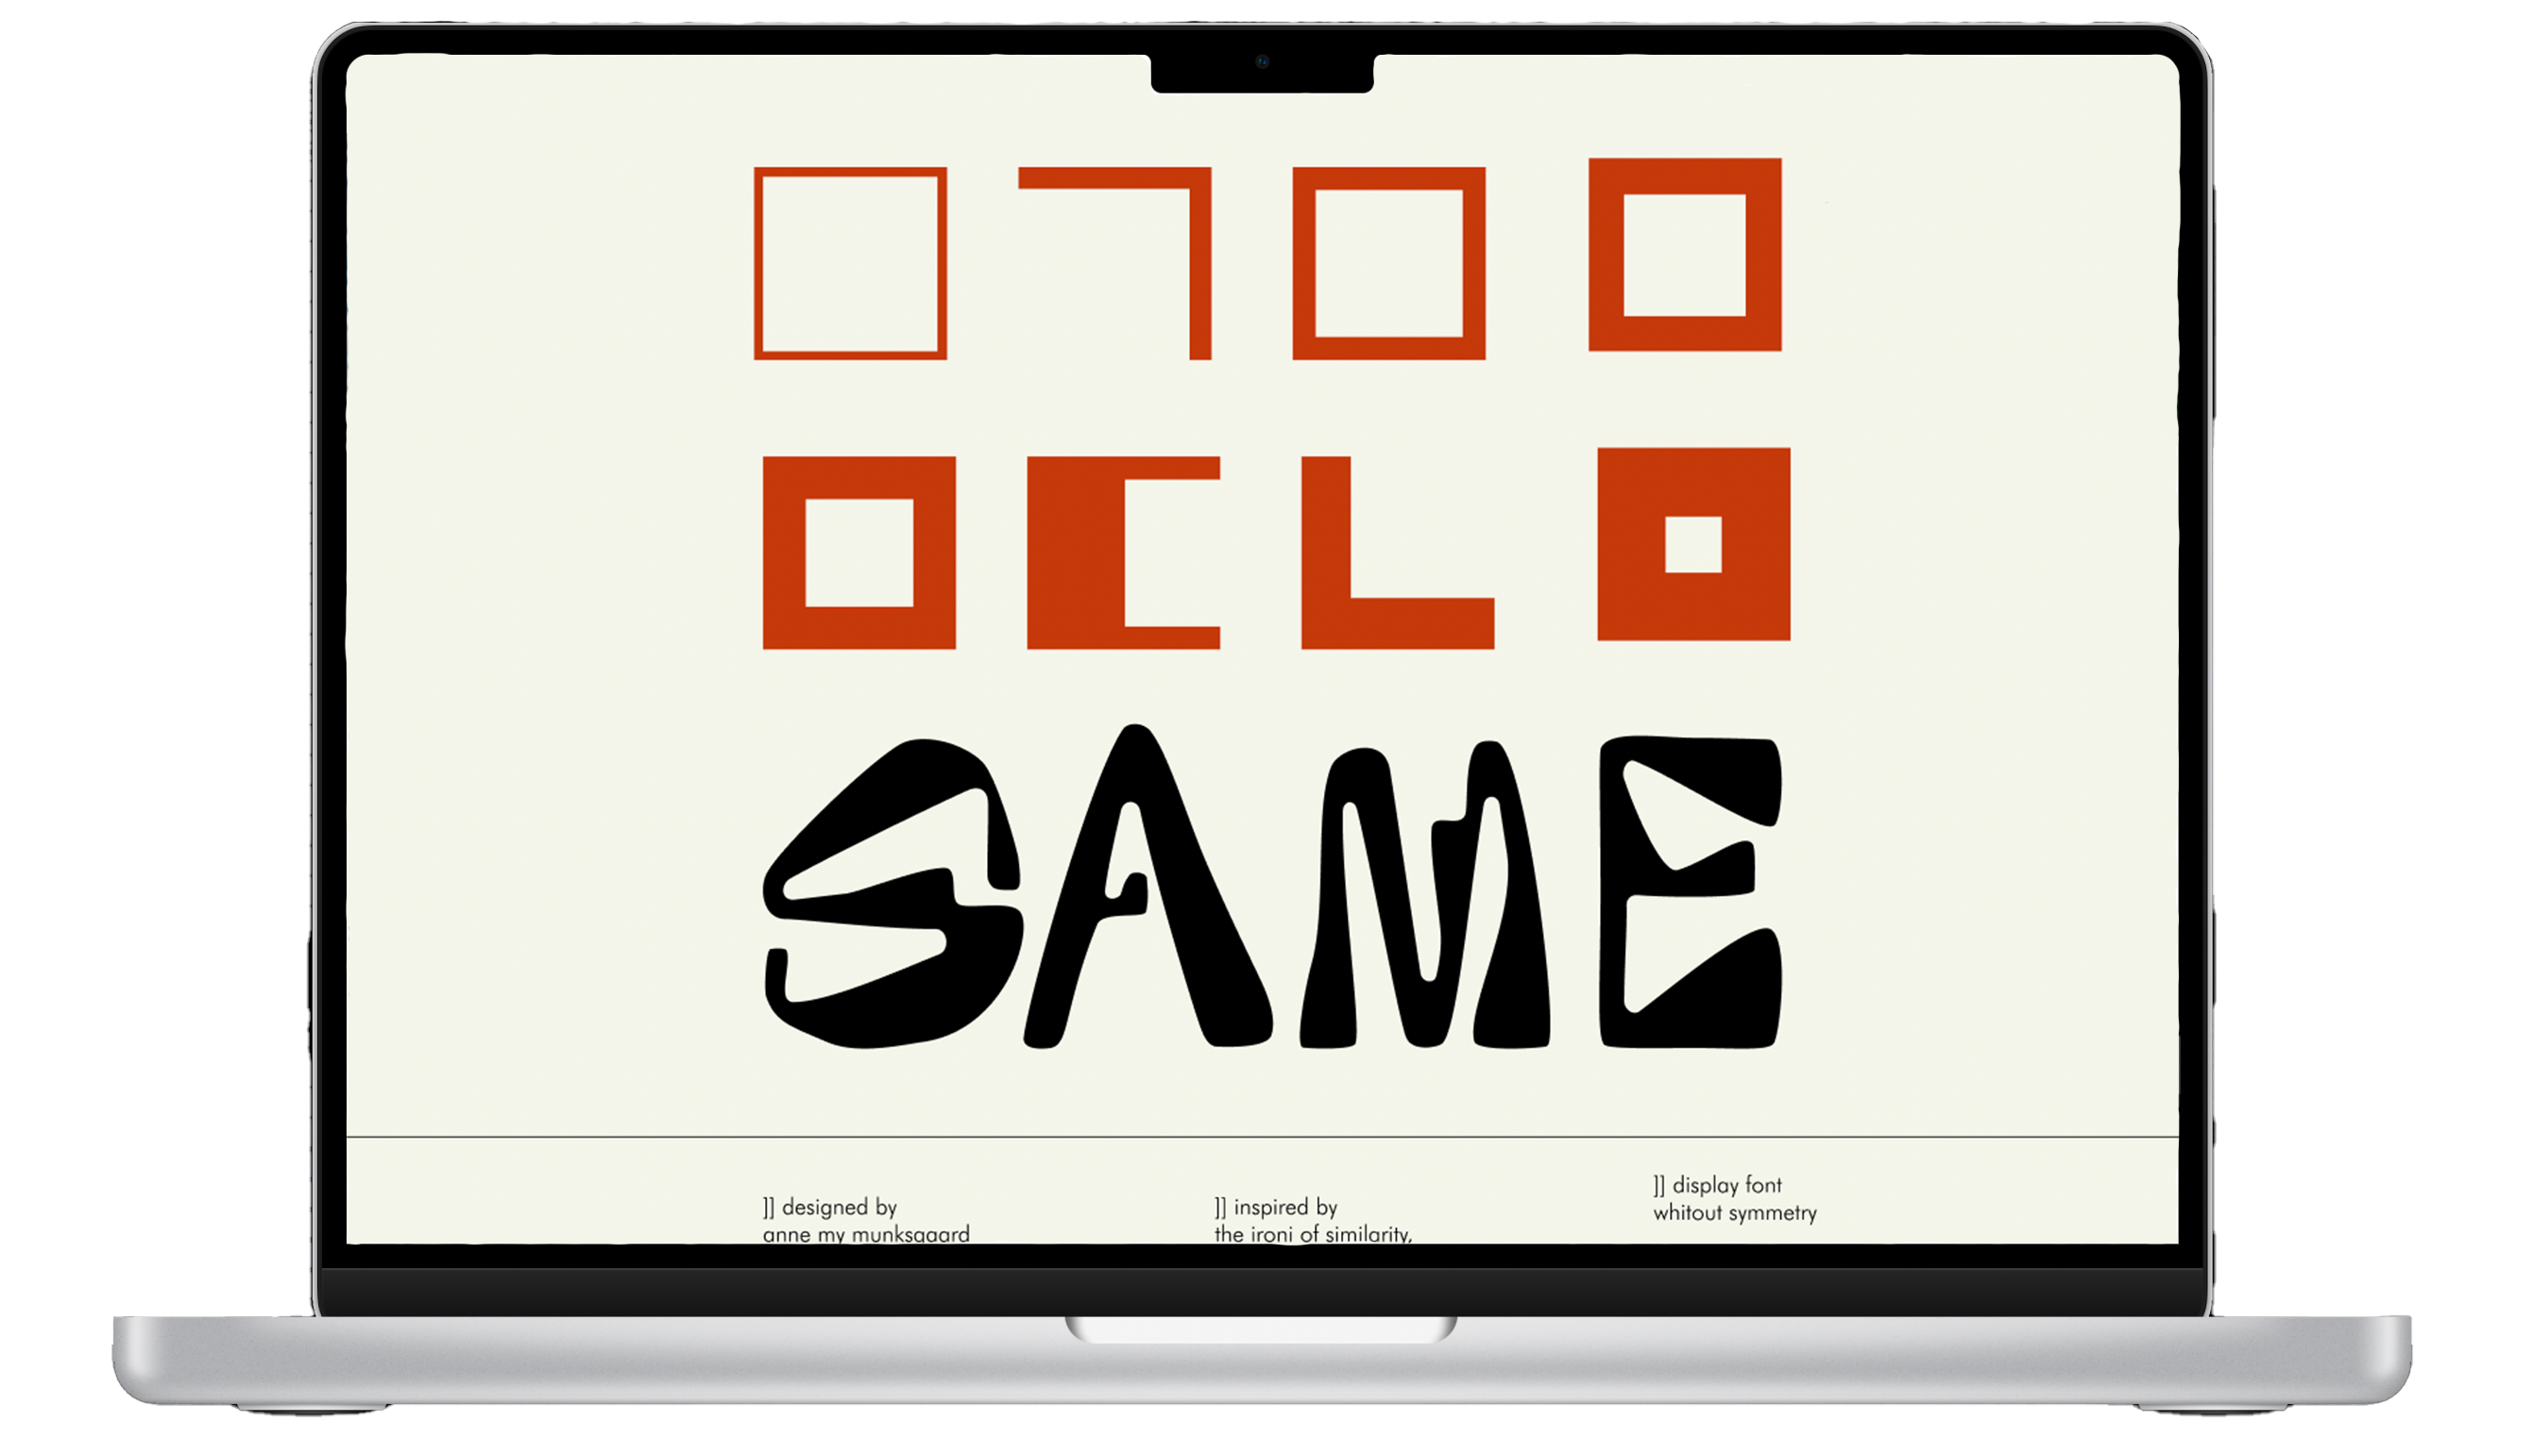 SAME
]] designed by
anne my munksgaard
]] inspired by
the ironi of similarity,
]] display font
whitout symmetry